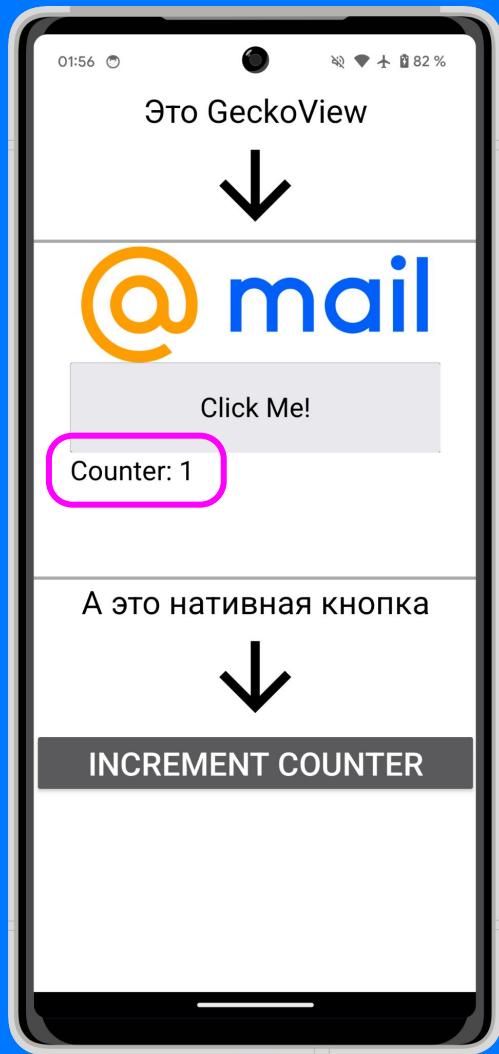 01:56
82 %
Это GeckoView
@ mail
Click Me!
Counter: 1
А это нативная кнопка
INCREMENT COUNTER